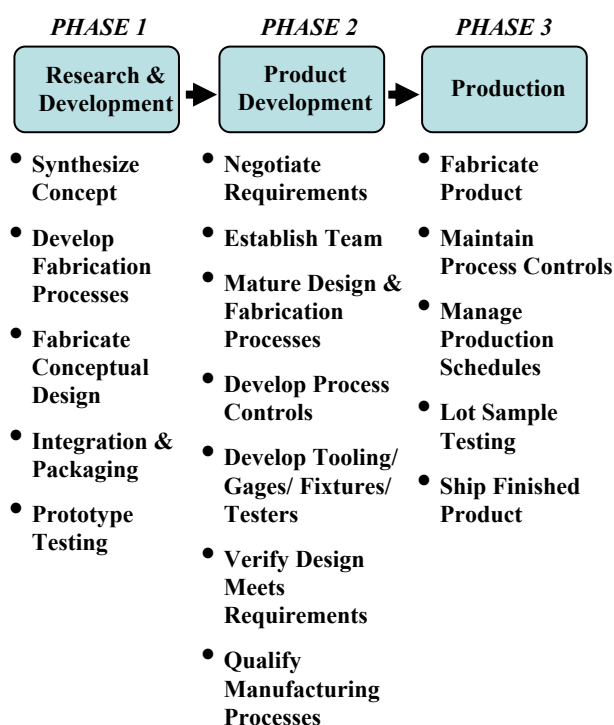 PHASE 1
Research &
Development
• Synthesize
Concept
• Develop
Fabrication
Processes
• Fabricate
Conceptual
Design
• Integration &
Packaging
• Prototype
Testing
PHASE 2
Product
Development
• Negotiate
Requirements
• Establish Team
• Mature Design &
Fabrication
Processes
• Develop Process
Controls
• Develop Tooling/
Gages/ Fixtures/
Testers
• Verify Design
Meets
Requirements
• Qualify
Manufacturing
Processes
PHASE 3
Production
• Fabricate
Product
• Maintain
Process Controls
• Manage
Production
Schedules
• Lot Sample
Testing
• Ship Finished
Product